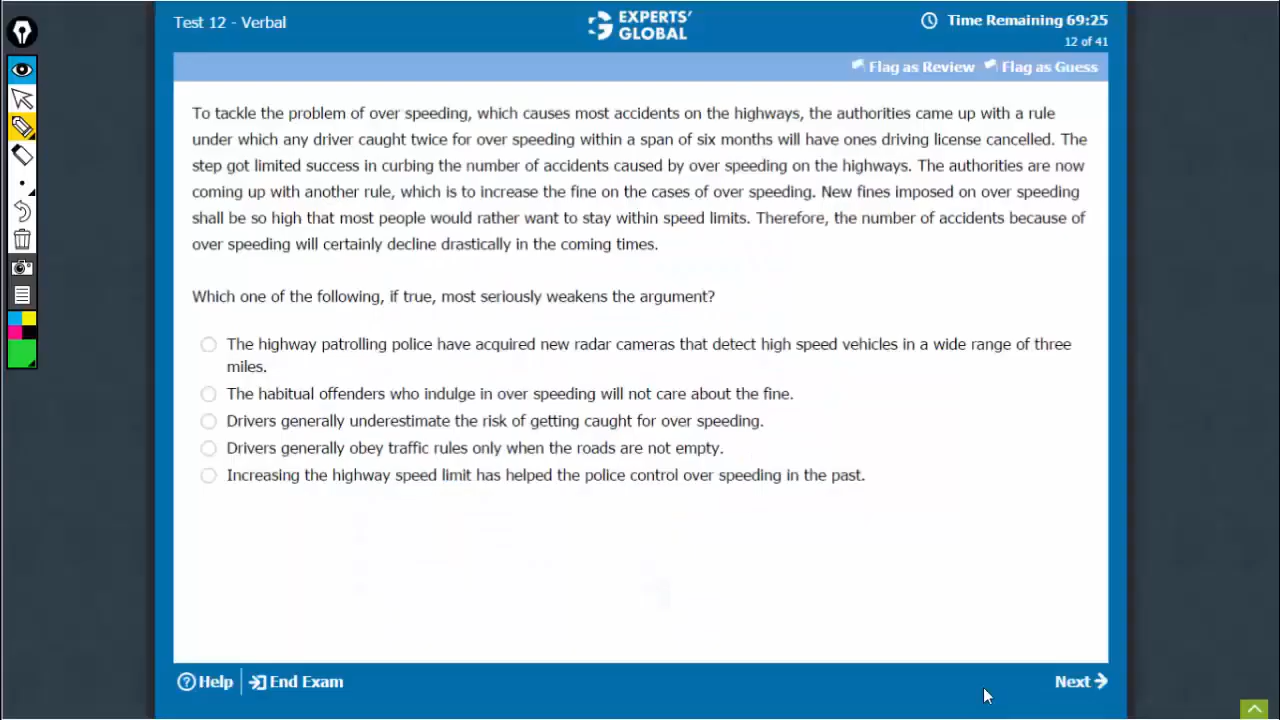 Test 12 - Verbal
EXPERTS'
GLOBAL
Time Remaining 69:25
12 of 41
Flag as Review
Flag as Guess
To tackle the problem of over speeding, which causes most accidents on the highways, the authorities came up with a rule
under which any driver caught twice for over speeding within a span of six months will have ones driving license cancelled. The
step got limited success in curbing the number of accidents caused by over speeding on the highways. The authorities are now
coming up with another rule, which is to increase the fine on the cases of over speeding. New fines imposed on over speeding
shall be so high that most people would rather want to stay within speed limits. Therefore, the number of accidents because of
over speeding will certainly decline drastically in the coming times.
Which one of the following, if true, most seriously weakens the argument?
The highway patrolling police have acquired new radar cameras that detect high speed vehicles in a wide range of three
miles.
The habitual offenders who indulge in over speeding will not care about the fine.
Drivers generally underestimate the risk of getting caught for over speeding.
Drivers generally obey traffic rules only when the roads are not empty.
Increasing the highway speed limit has helped the police control over speeding in the past.
Help
End Exam
Next